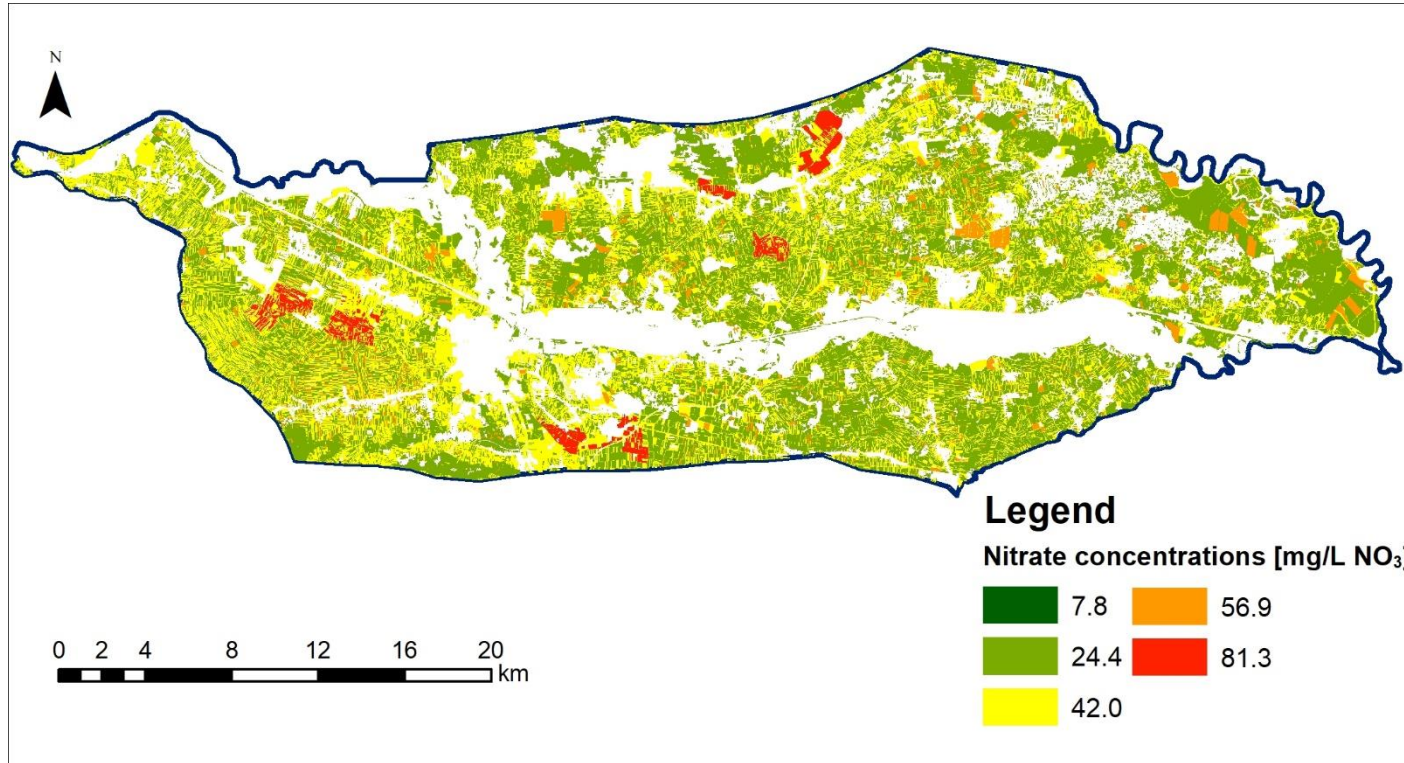 N
Legend
Nitrate concentrations [mg/L NO₃]
7.8 56.9
24.4 81.3
42.0
0 2 4 8 12 16 20
km